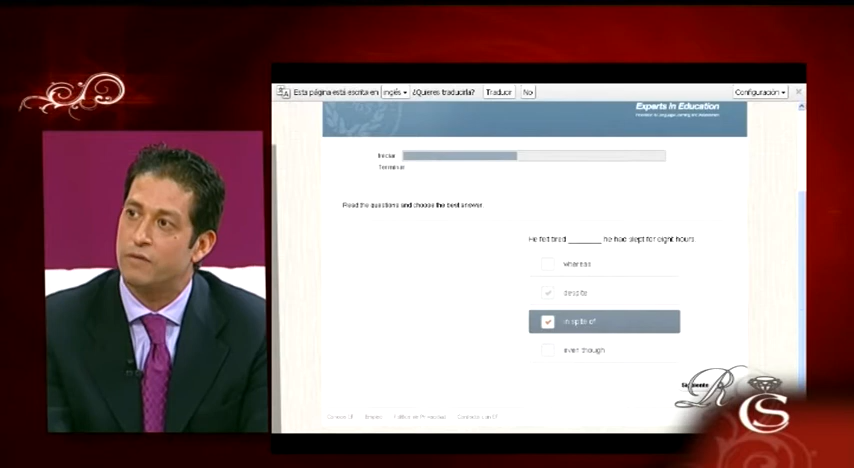 Esta página está escrita en inglés ¿Quieres traducirla? Traducir No Configuración
Experts in Education
Iniciar
Terminar
Read the questions and choose the best answer.
He felt tired ________ he had slept for eight hours
whereas
despite
in spite of
even though
Siguiente
R
CS